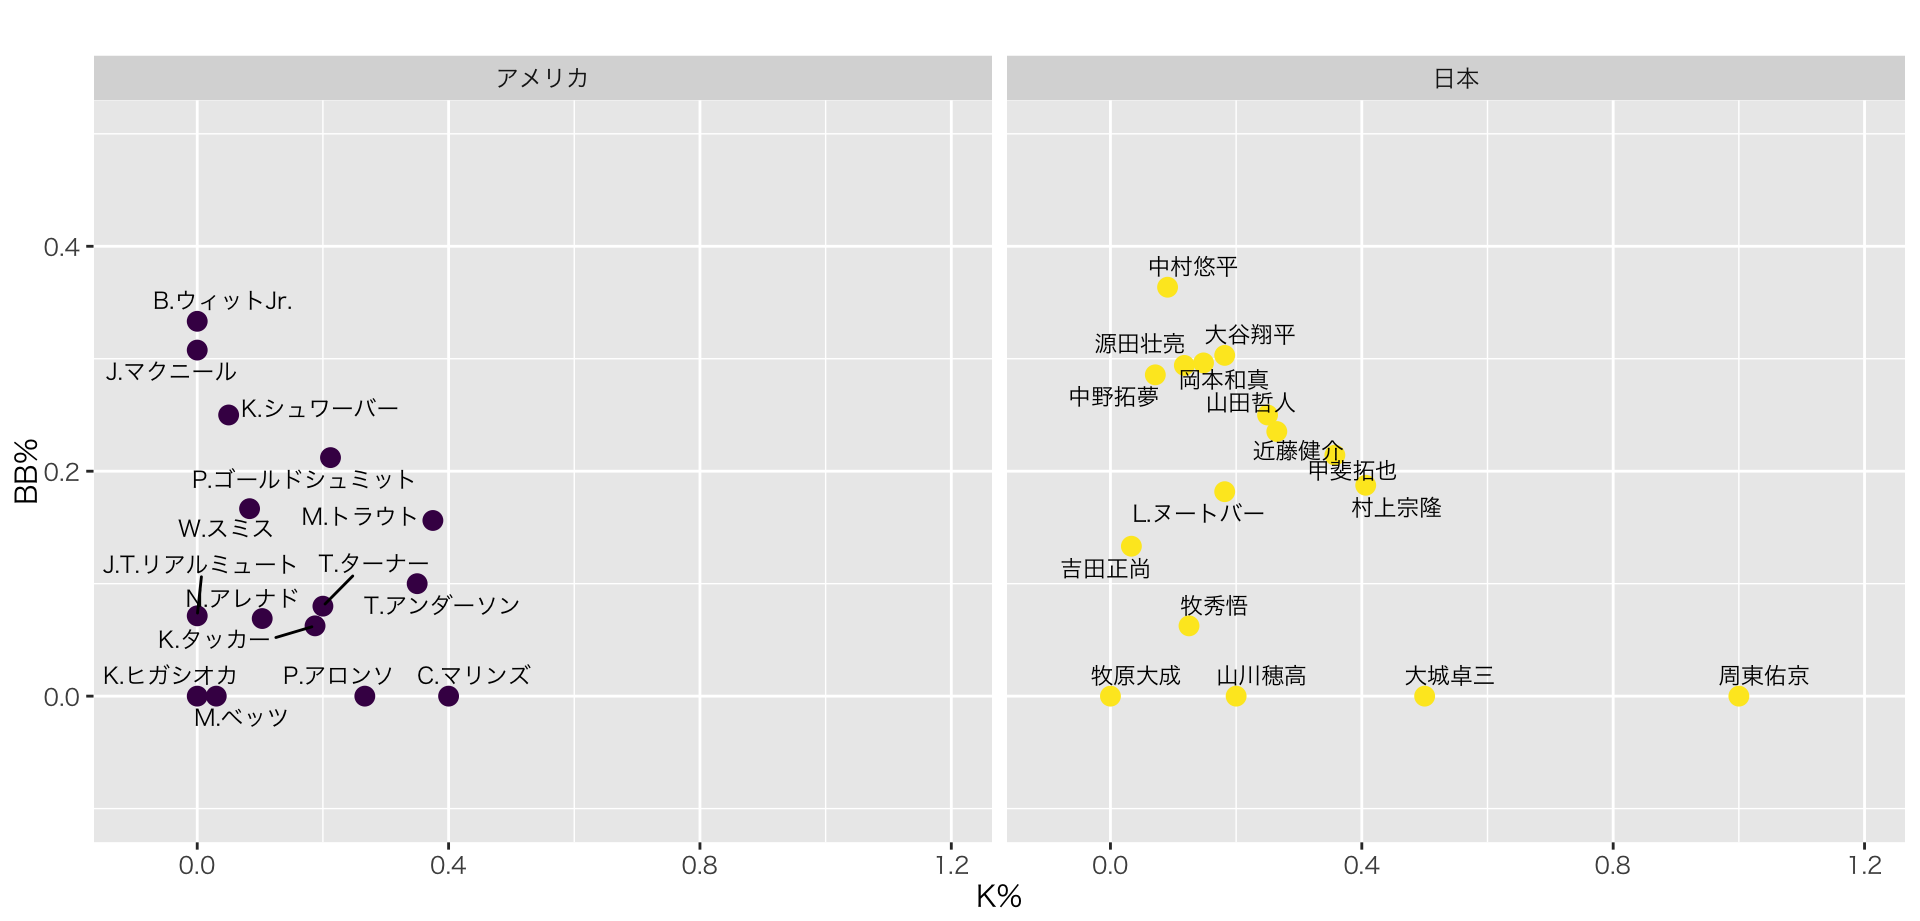 アメリカ
日本
BB%
0.4
0.2
0.0
B.ウィットJr.
J.マクニール
K.シュワーバー
P.ゴールドシュミット
W.スミス
M.トラウト
J.T.リアルミュート
T.ターナー
N.アレナド
T.アンダーソン
K.タッカー
K.ヒガシオカ
P.アロンソ
C.マリンズ
M.ベッツ
中村悠平
大谷翔平
源田壮亮
岡本和真
中野拓夢
山田哲人
近藤健介
甲斐拓也
村上宗隆
L.ヌートバー
吉田正尚
牧秀悟
牧原大成
山川穂高
大城卓三
周東佑京
0.0
0.4
0.8
1.2
0.0
0.4
0.8
1.2
K%